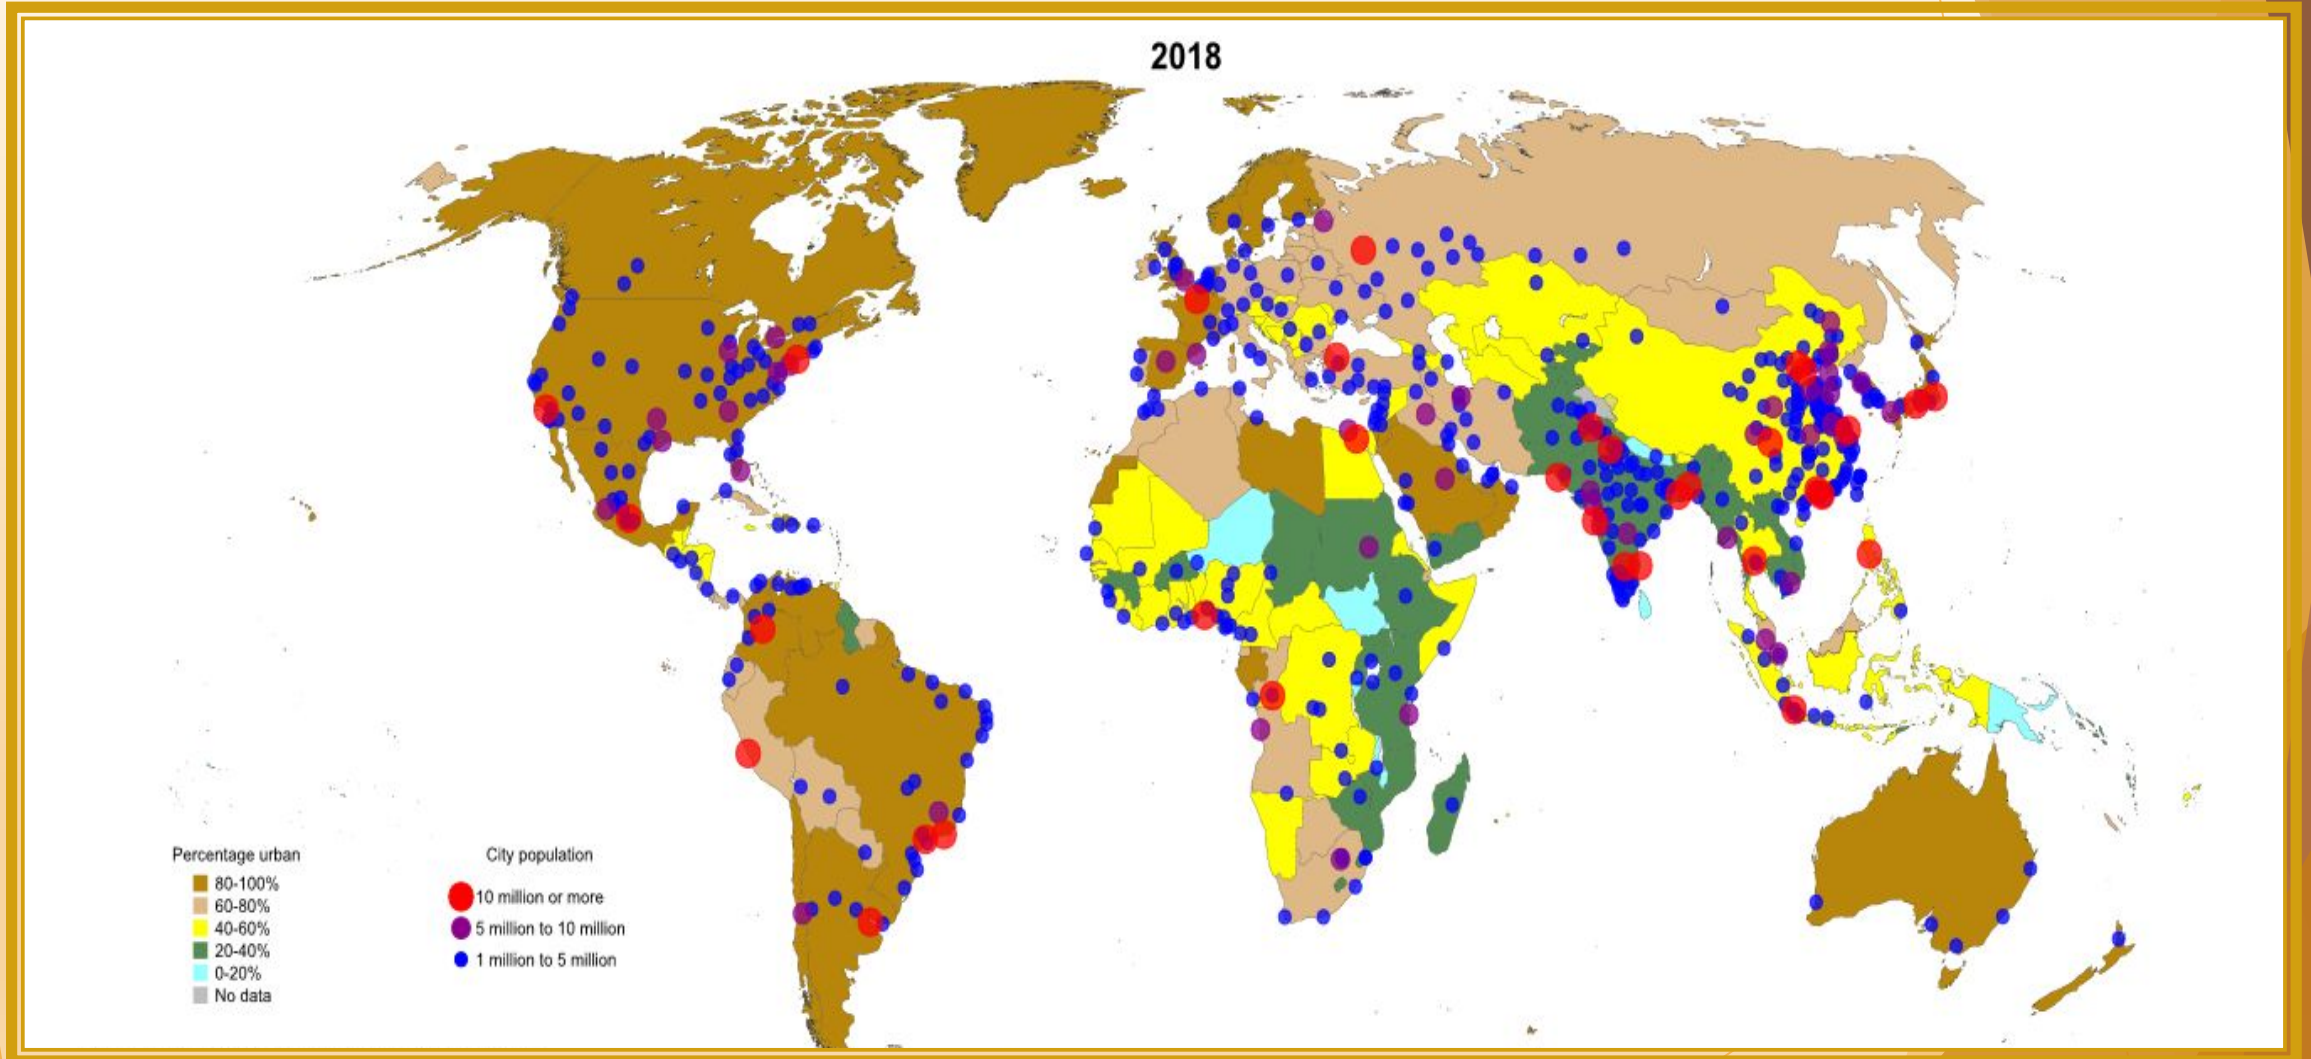 2018
Percentage urban
80-100%
60-80%
40-60%
20-40%
0-20%
No data
City population
10 million or more
5 million to 10 million
1 million to 5 million